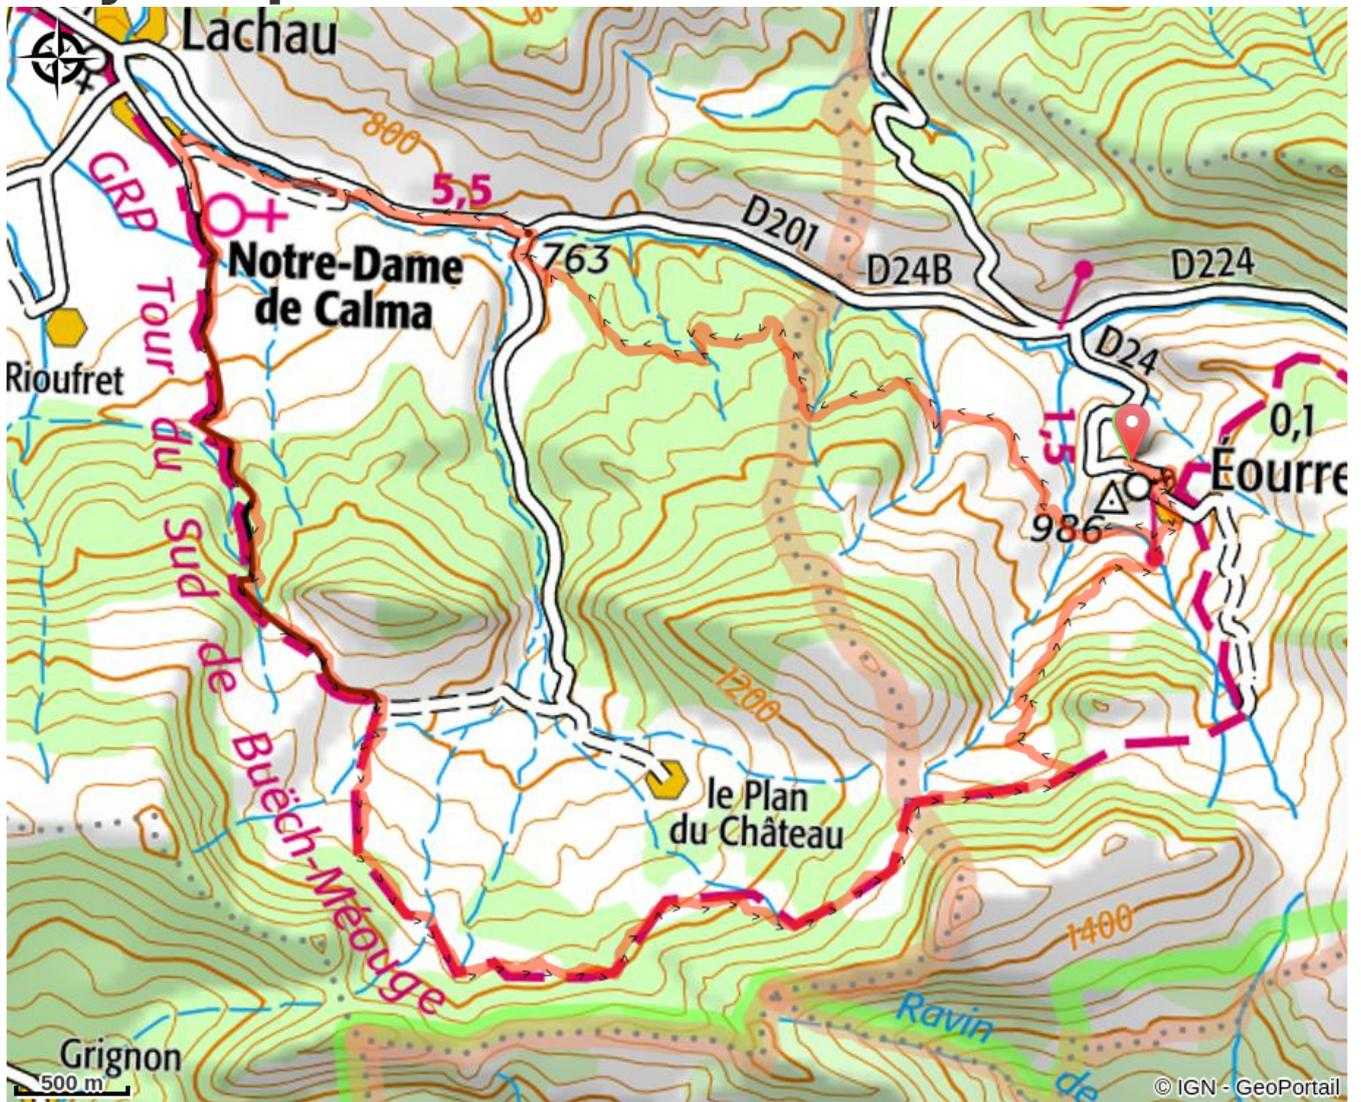 Lachau
800
GRP
5,5
763
D201
D24B
D224
Notre-Dame
de Calma
Rioufret
Tour du Sud de Buëch-Méouge
D24
1,5
0,1
Éourre
986
1200
le Plan
du Château
1400
Ravin
de
Grignon
500 m
© IGN - GeoPortail